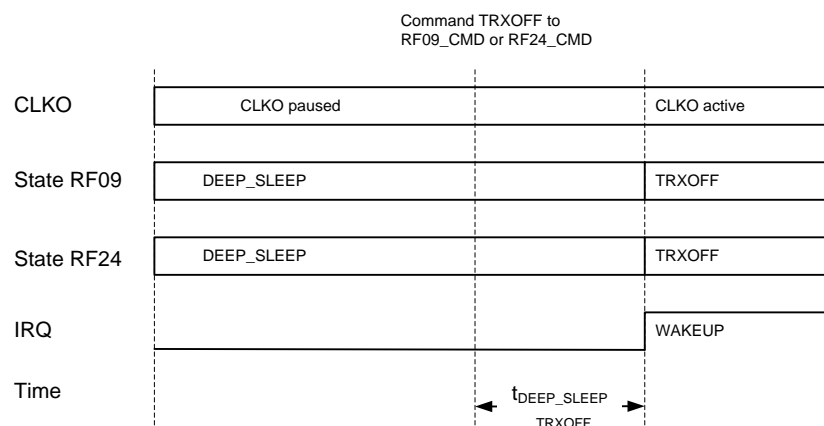 Command TRXOFF to
RF09_CMD or RF24_CMD
CLKO
CLKO paused
CLKO active
State RF09
DEEP_SLEEP
TRXOFF
State RF24
DEEP_SLEEP
TRXOFF
IRQ
WAKEUP
Time
tDEEP_SLEEP
TRXOFF